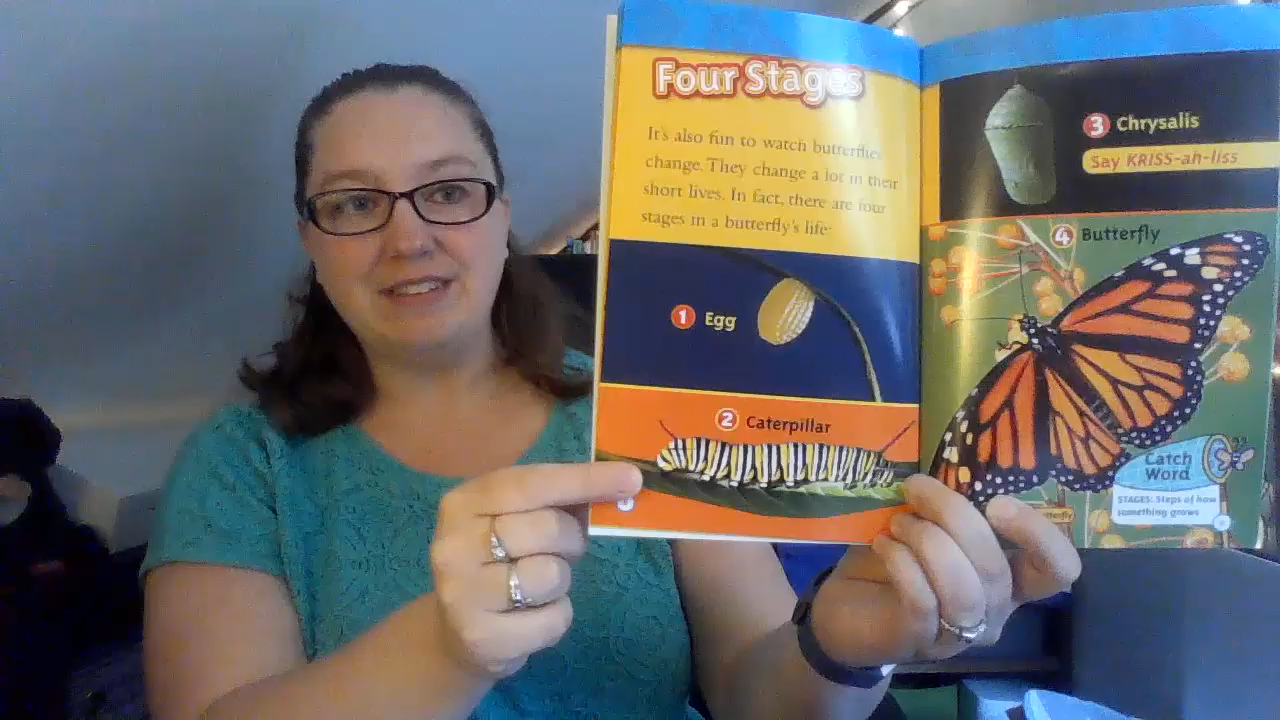 Four Stages
It's also fun to watch butterflies
change. They change a lot in their
short lives. In fact, there are four
stages in a butterfly's life:
1 Egg
2 Caterpillar
3 Chrysalis
Say KRISS-ah-liss
4 Butterfly
Catch
Word
STAGES: Steps of how
something grows
butterfly